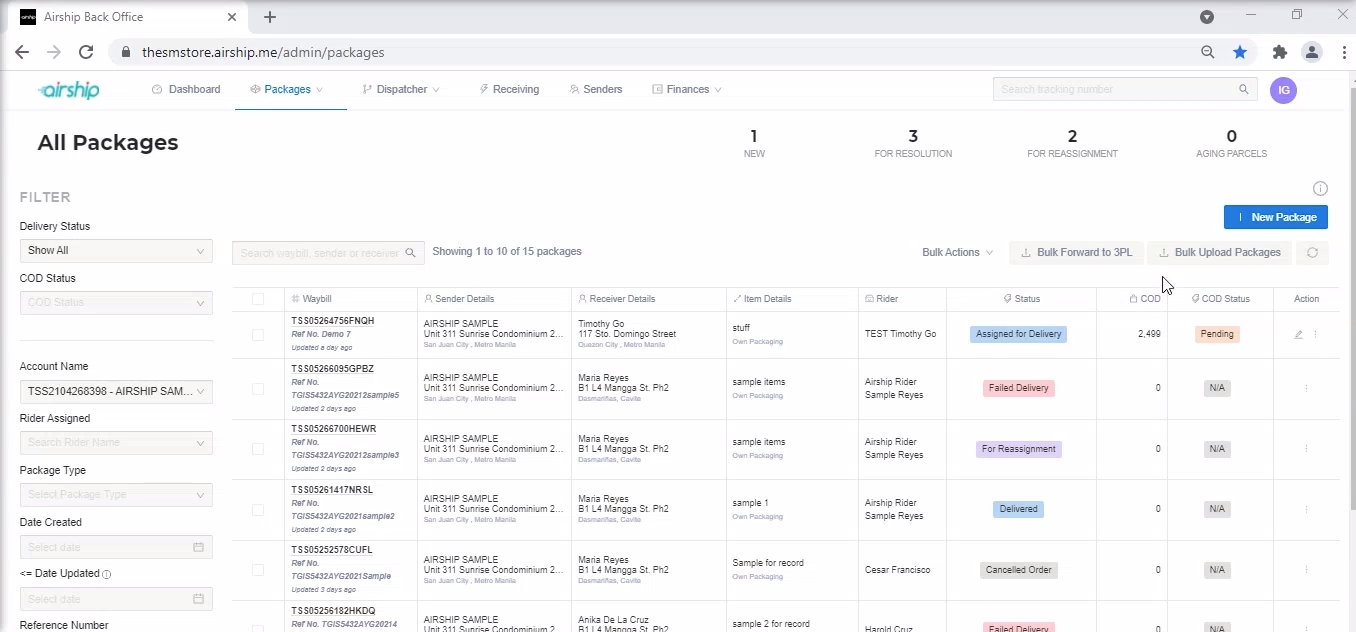 Airship Back Office
thesmstore.airship.me/admin/packages
airship
Dashboard
Packages
Dispatcher
Receiving
Senders
Finances
Search tracking number
IG
All Packages
1
NEW
3
FOR RESOLUTION
2
FOR REASSIGNMENT
0
AGING PARCELS
FILTER
New Package
Delivery Status
Show All
COD Status
COD Status
Account Name
TSS2104268398 - AIRSHIP SAM...
Rider Assigned
Search Rider Name
Package Type
Select Package Type
Date Created
Select date
<= Date Updated
Select date
Reference Number
Search waybill, sender or receiver
Showing 1 to 10 of 15 packages
Bulk Actions
Bulk Forward to 3PL
Bulk Upload Packages
# Waybill
Sender Details
Receiver Details
Item Details
Rider
Status
COD
COD Status
Action
TSS05264756FNQH
Ref No. Demo 7
Updated a day ago
AIRSHIP SAMPLE
Unit 311 Sunrise Condominium 2...
San Juan City , Metro Manila
Timothy Go
117 Sto. Domingo Street
Quezon City , Metro Manila
stuff
Own Packaging
TEST Timothy Go
Assigned for Delivery
2,499
Pending
TSS05266095GPBZ
Ref No.
TGIS5432AYG20212sample5
Updated 2 days ago
AIRSHIP SAMPLE
Unit 311 Sunrise Condominium 2...
San Juan City , Metro Manila
Maria Reyes
B1 L4 Mangga St. Ph2
Dasmariñas, Cavite
sample items
Own Packaging
Airship Rider
Sample Reyes
Failed Delivery
0
N/A
TSS05266700HEWR
Ref No.
TGIS5432AYG20212sample3
Updated 2 days ago
AIRSHIP SAMPLE
Unit 311 Sunrise Condominium 2...
San Juan City , Metro Manila
Maria Reyes
B1 L4 Mangga St. Ph2
Dasmariñas, Cavite
sample items
Own Packaging
Airship Rider
Sample Reyes
For Reassignment
0
N/A
TSS05261417NRSL
Ref No.
TGIS5432AYG2021sample2
Updated 2 days ago
AIRSHIP SAMPLE
Unit 311 Sunrise Condominium 2...
San Juan City , Metro Manila
Maria Reyes
B1 L4 Mangga St. Ph2
Dasmariñas, Cavite
sample 1
Own Packaging
Airship Rider
Sample Reyes
Delivered
0
N/A
TSS05252578CUFL
Ref No.
TGIS5432AYG2021Sample
Updated 3 days ago
AIRSHIP SAMPLE
Unit 311 Sunrise Condominium 2...
San Juan City , Metro Manila
Maria Reyes
B1 L4 Mangga St. Ph2
Dasmariñas, Cavite
Sample for record
Own Packaging
Cesar Francisco
Cancelled Order
0
N/A
TSS05256182HKDQ
Ref No. TGIS5432AYG20214
AIRSHIP SAMPLE
Unit 311 Sunrise Condominium 2...
Anika De La Cruz
B1 L4 Mangga St. Ph2
sample 2 for record
Harold Cruz
Failed Delivery
0
N/A